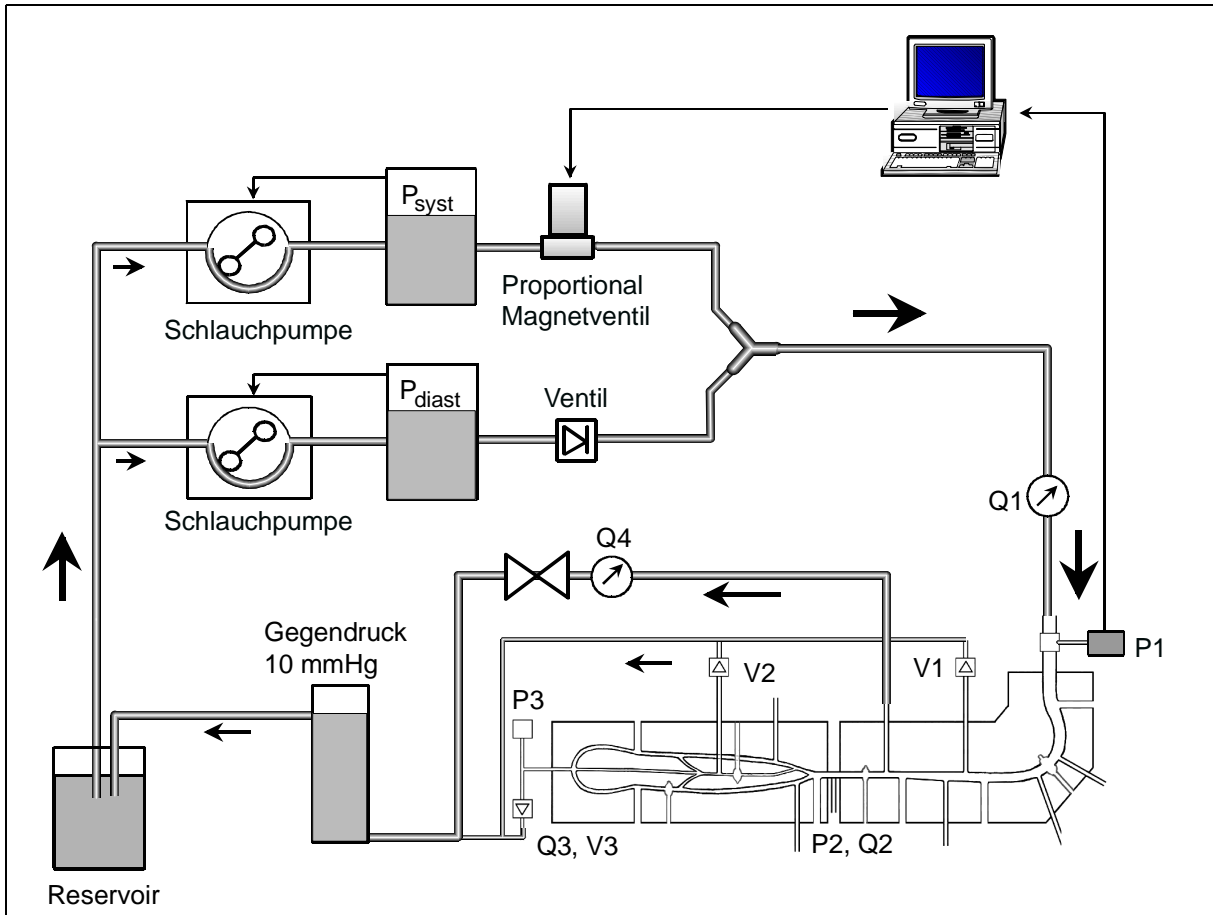 P syst
Proportional
Magnetventil
Schlauchpumpe
P diast
Ventil
Schlauchpumpe
Q1
Q4
Gegendruck
10 mmHg
P1
V2
V1
P3
Q3, V3
P2, Q2
Reservoir